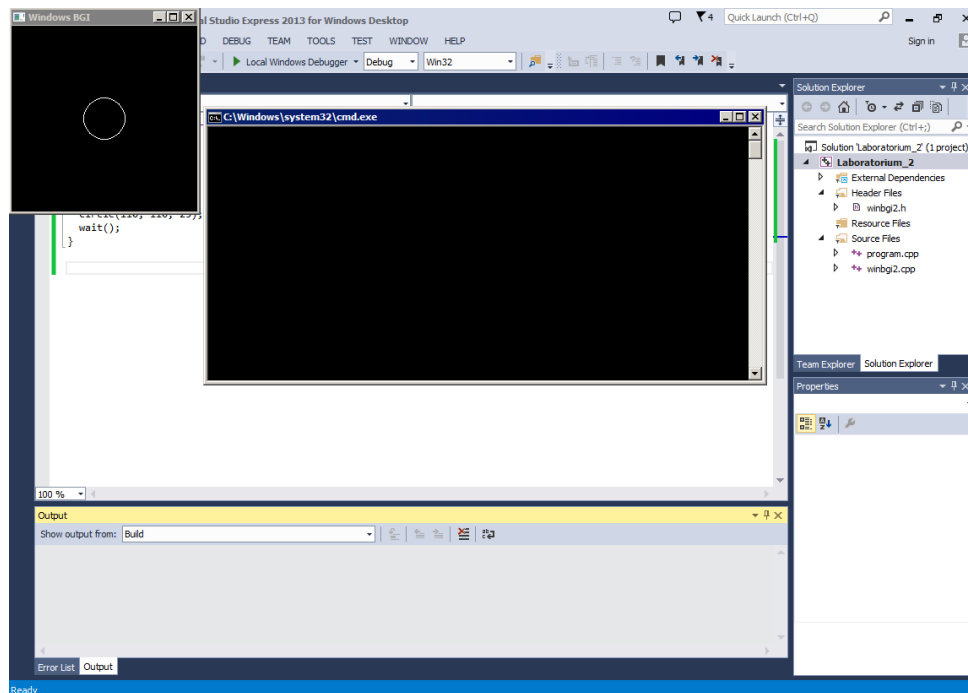 Windows BGI
al Studio Express 2013 for Windows Desktop
4
Quick Launch (Ctrl+Q)
D DEBUG TEAM TOOLS TEST WINDOW HELP
Sign in
Local Windows Debugger
Debug
Win32
Solution Explorer
Search Solution Explorer (Ctrl+;)
C:\Windows\system32\cmd.exe
Solution 'Laboratorium_2' (1 project)
Laboratorium_2
External Dependencies
Header Files
winbgi2.h
Resource Files
Source Files
program.cpp
winbgi2.cpp
wait();
}
Team Explorer Solution Explorer
Properties
100 %
Output
Show output from: Build
Error List Output
Ready